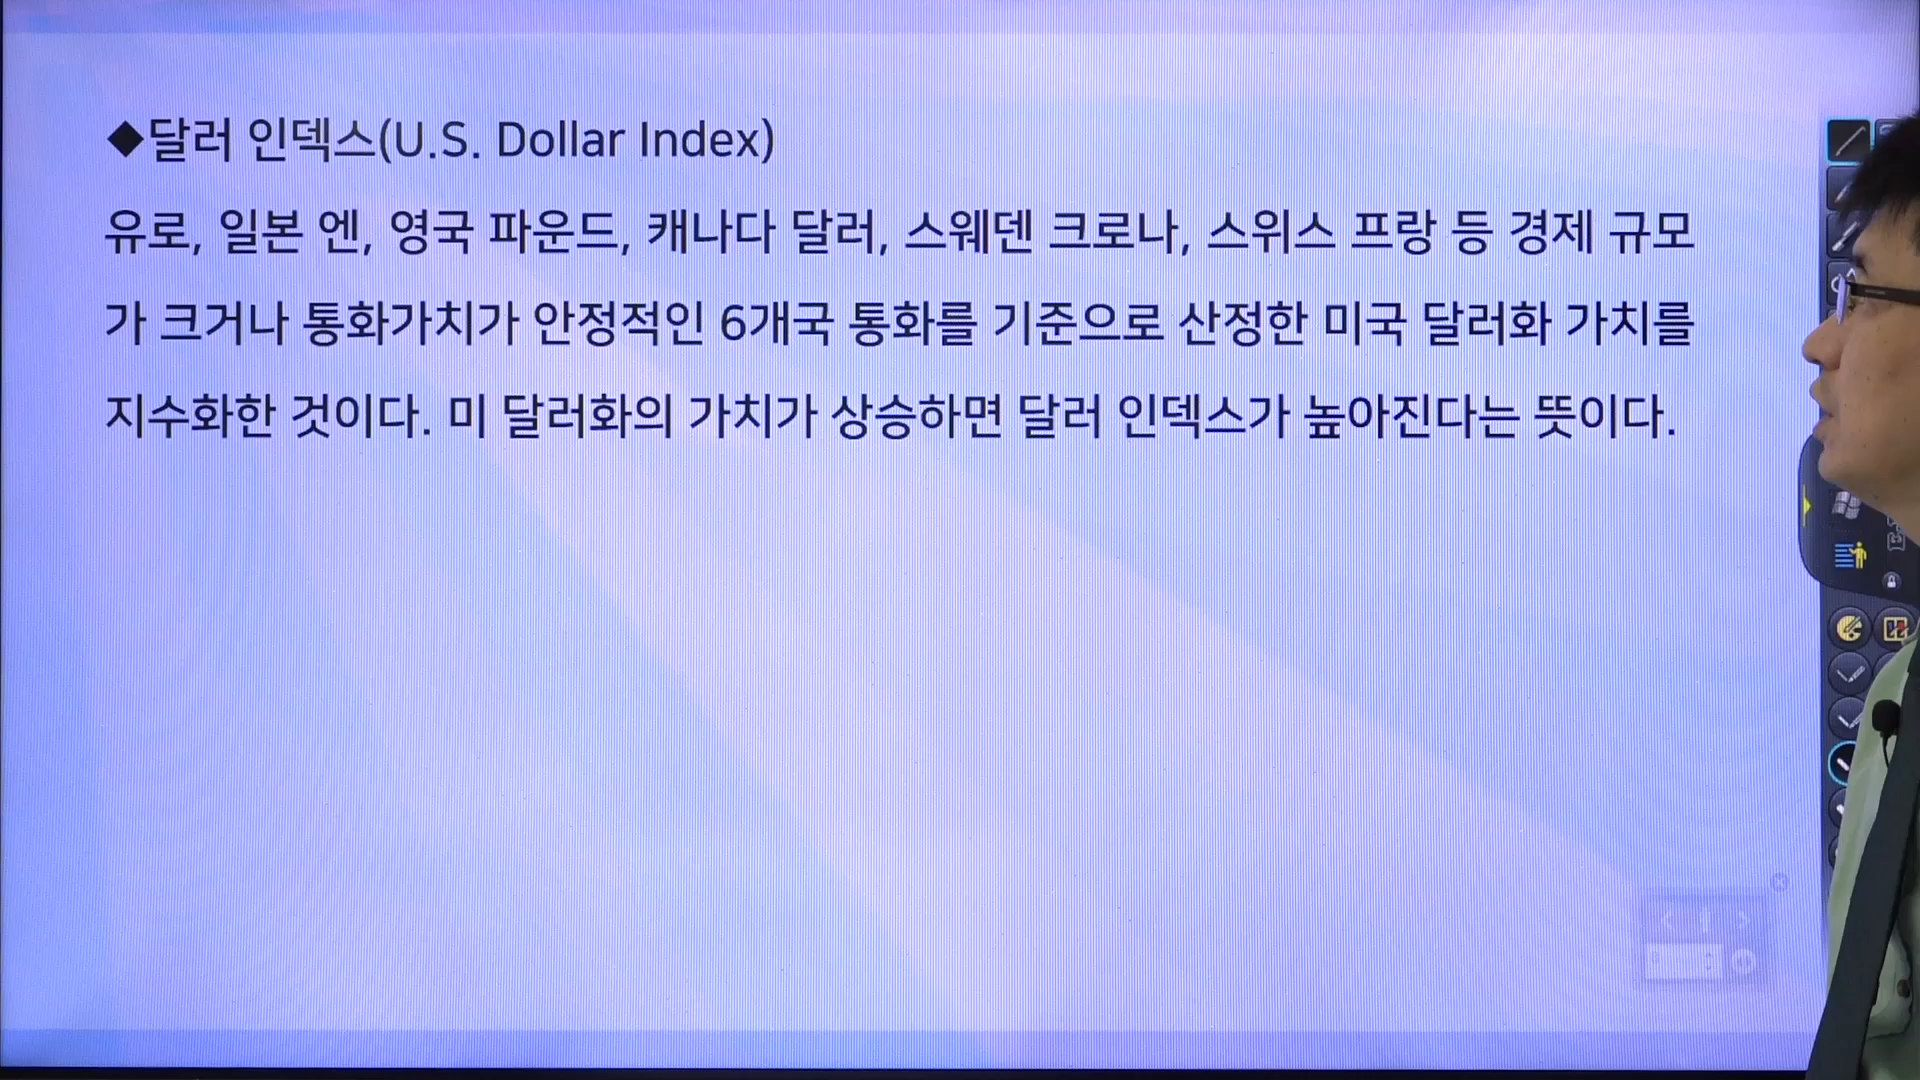 ◆달러 인덱스(U.S. Dollar Index)
유로, 일본 엔, 영국 파운드, 캐나다 달러, 스웨덴 크로나, 스위스 프랑 등 경제 규모
가 크거나 통화가치가 안정적인 6개국 통화를 기준으로 산정한 미국 달러화 가치를
지수화한 것이다. 미 달러화의 가치가 상승하면 달러 인덱스가 높아진다는 뜻이다.